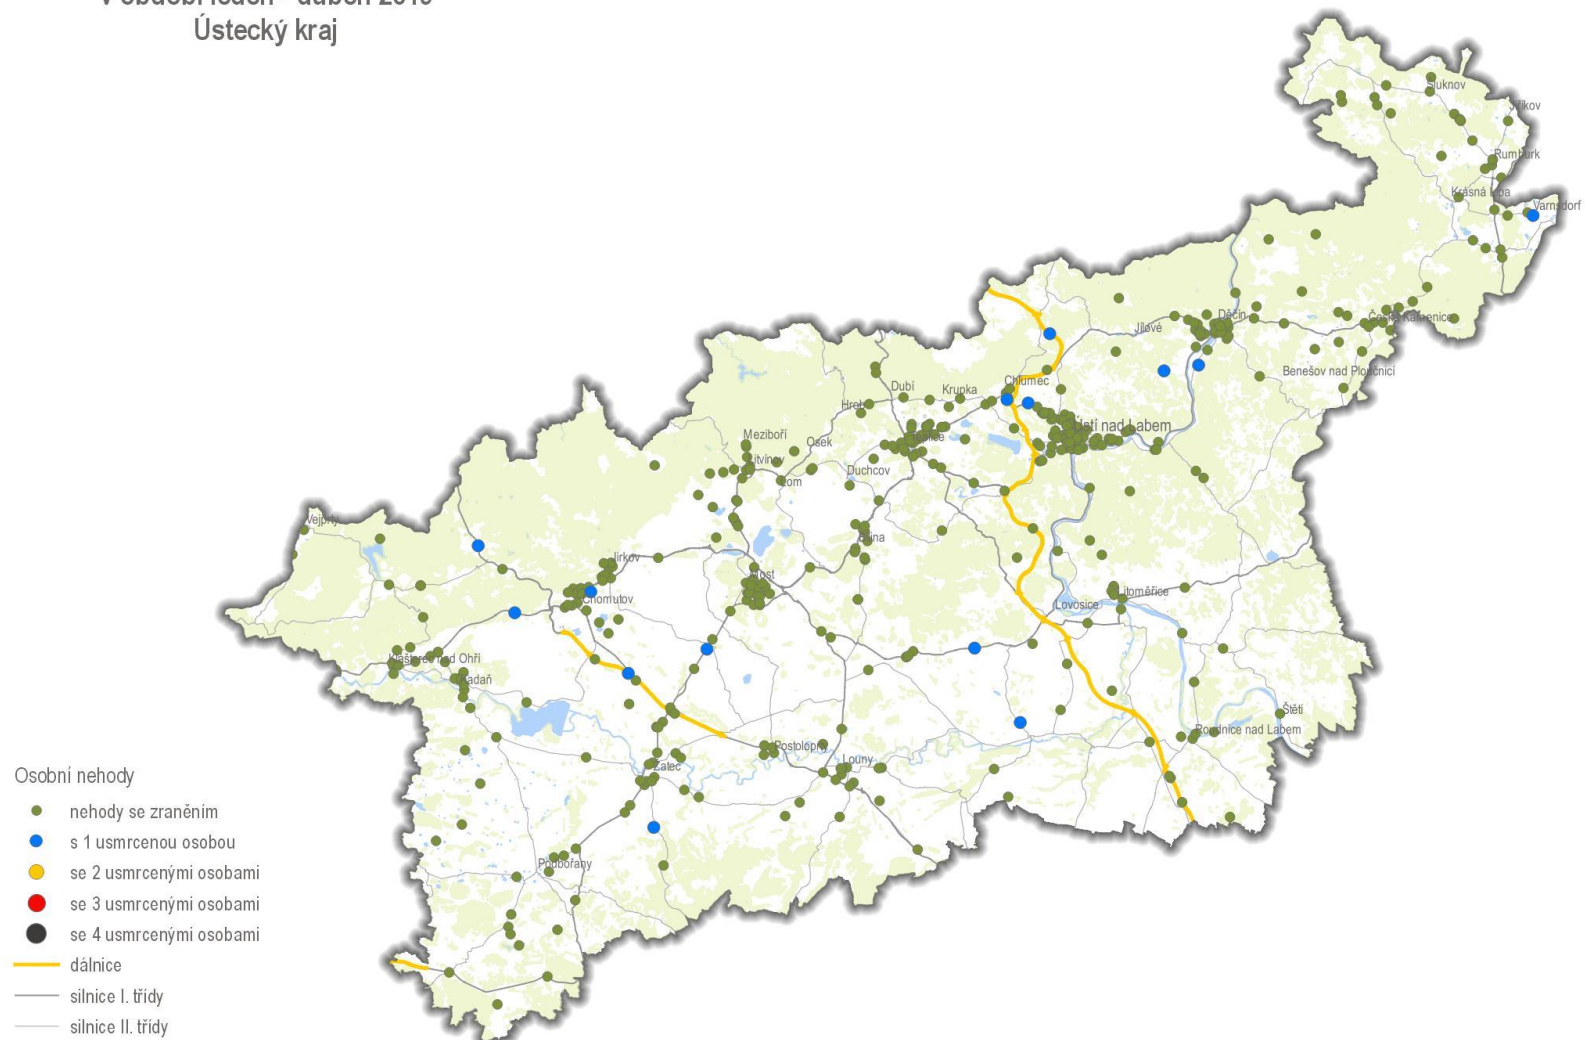 Ústecký kraj
Šluknov
Jiříkov
Rumburk
Krásná Lípa
Varnsdorf
Děčín
Jílové
Česká Kamenice
Benešov nad Ploučnicí
Chlumec
Dubí
Krupka
Hrob
Ústí nad Labem
Teplice
Meziboří
Osek
Litvínov
Lom
Duchcov
Vejprty
Bílina
Jirkov
Most
Chomutov
Litoměřice
Lovosice
Klášterec nad Ohří
Kadaň
Štětí
Roudnice nad Labem
Postoloprty
Louny
Žatec
Podbořany
Osobní nehody
nehody se zraněním
s 1 usmrcenou osobou
se 2 usmrcenými osobami
se 3 usmrcenými osobami
se 4 usmrcenými osobami
dálnice
silnice I. třídy
silnice II. třídy